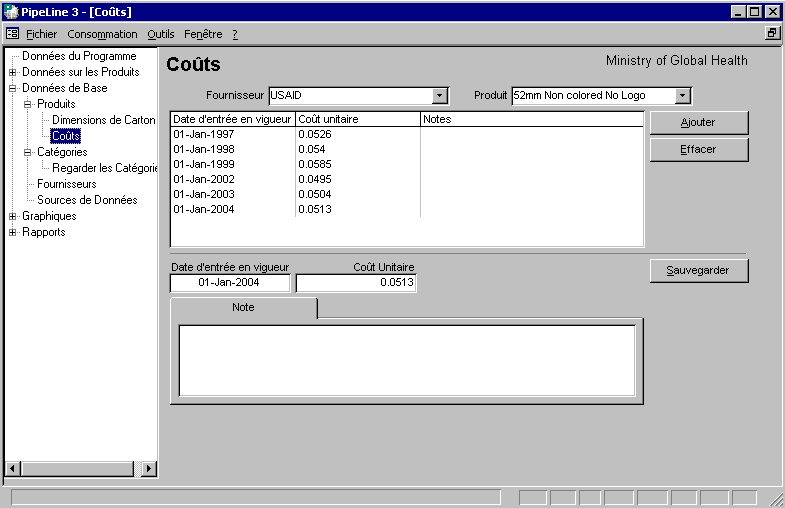 PipeLine 3 - [Coûts]
Fichier Consommation Outils Fenêtre ?
Données du Programme
Données sur les Produits
Données de Base
Produits
Dimensions de Carton
Coûts
Catégories
Regarder les Catégorie
Fournisseurs
Sources de Données
Graphiques
Rapports
Coûts
Ministry of Global Health
Fournisseur USAID
Produit 52mm Non colored No Logo
Date d'entrée en vigueur Coût unitaire Notes
01-Jan-1997 0.0526
01-Jan-1998 0.054
01-Jan-1999 0.0585
01-Jan-2002 0.0495
01-Jan-2003 0.0504
01-Jan-2004 0.0513
Ajouter
Effacer
Date d'entrée en vigueur Coût Unitaire
01-Jan-2004 0.0513
Sauvegarder
Note